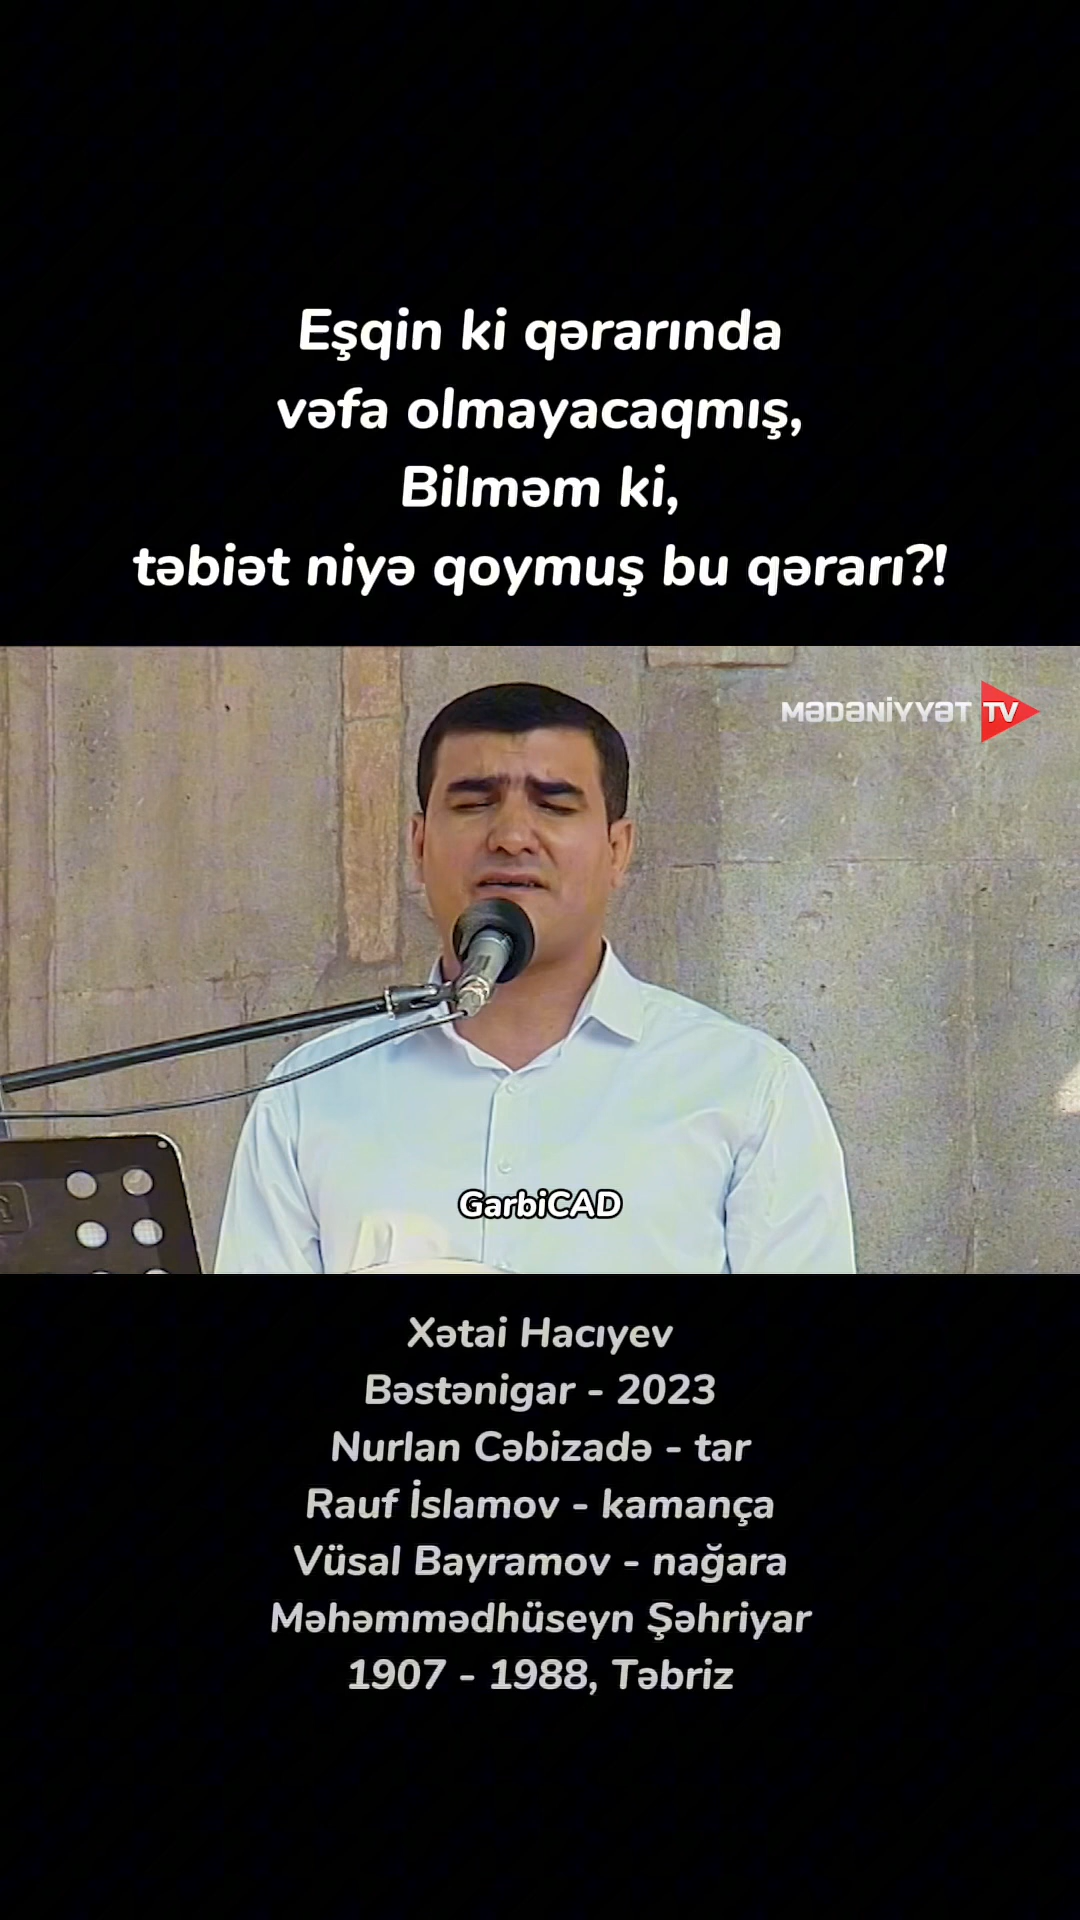 Eşqin ki qərarında
vəfa olmayacaqmış,
Bilməm ki,
təbiət niyə qoymuş bu qərarı?!
MƏDƏNİYYƏT TV
GarbiCAD
Xətai Hacıyev
Bəstənigar - 2023
Nurlan Cəbizadə - tar
Rauf İslamov - kamança
Vüsal Bayramov - nağara
Məhəmmədhüseyn Şəhriyar
1907 - 1988, Təbriz